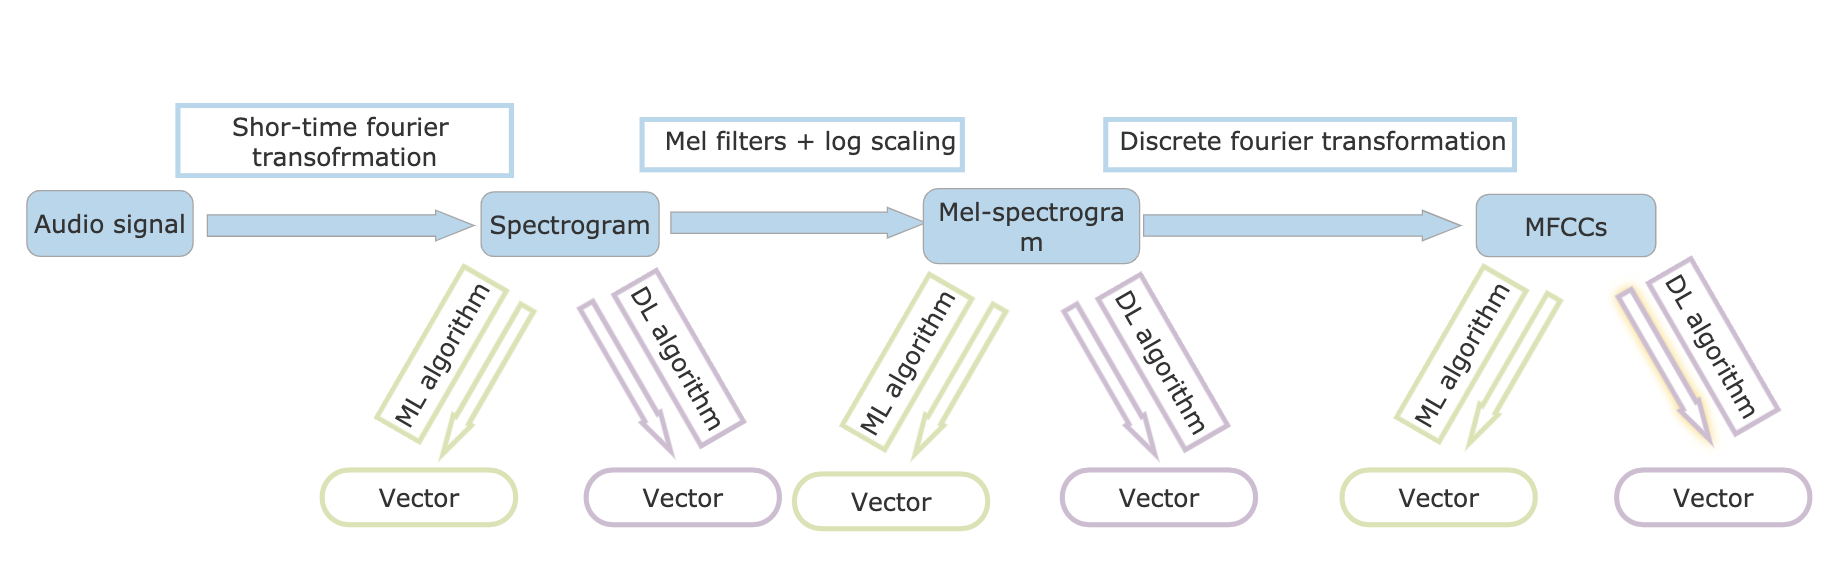 Shor-time fourier
transofrmation
Mel filters + log scaling
Discrete fourier transformation
Audio signal
Spectrogram
Mel-spectrogra
m
MFCCs
ML algorithm
DL algorithm
ML algorithm
DL algorithm
ML algorithm
DL algorithm
Vector
Vector
Vector
Vector
Vector
Vector